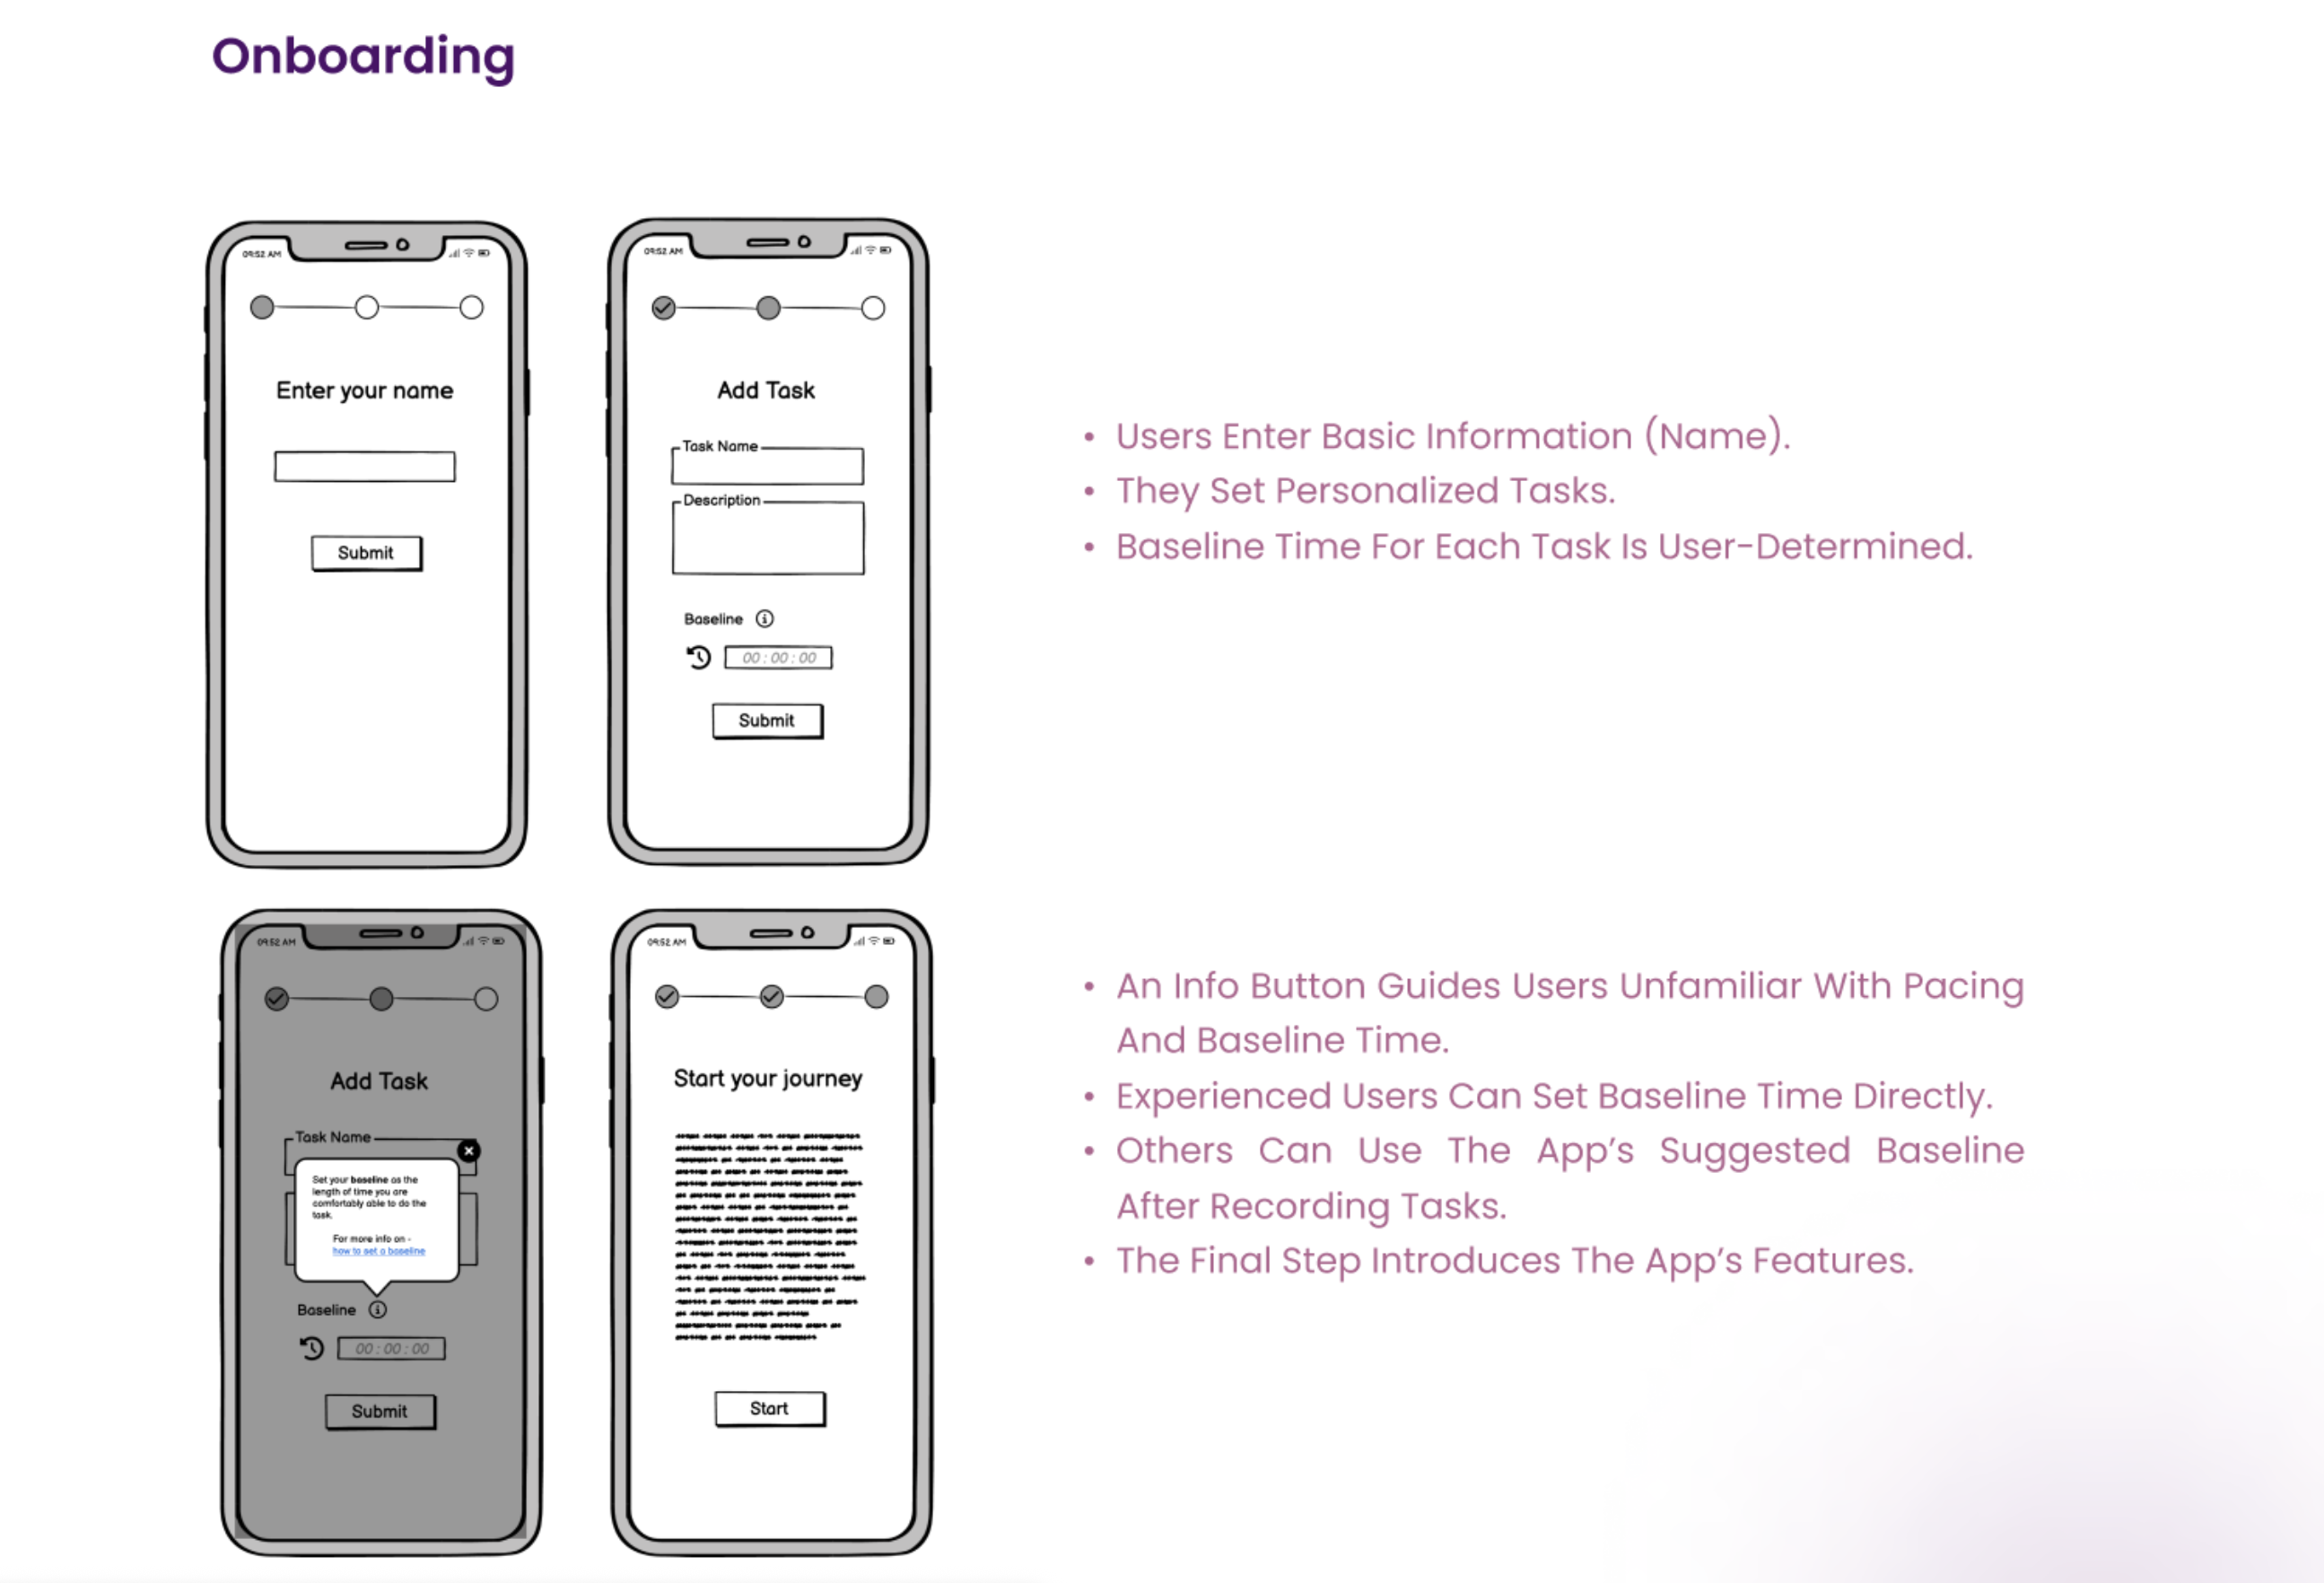 Onboarding
09:52 AM
Enter your name
Submit
09:52 AM
Add Task
Task Name
Description
Baseline
00 : 00 : 00
Submit
• Users Enter Basic Information (Name).
• They Set Personalized Tasks.
• Baseline Time For Each Task Is User-Determined.
09:52 AM
Add Task
Task Name
Set your baseline as the
length of time you are
comfortably able to do the
task.
For more info on -
how to set a baseline
Baseline
00 : 00 : 00
Submit
09:52 AM
Start your journey
Start
• An Info Button Guides Users Unfamiliar With Pacing
And Baseline Time.
• Experienced Users Can Set Baseline Time Directly.
• Others Can Use The App’s Suggested Baseline
After Recording Tasks.
• The Final Step Introduces The App’s Features.